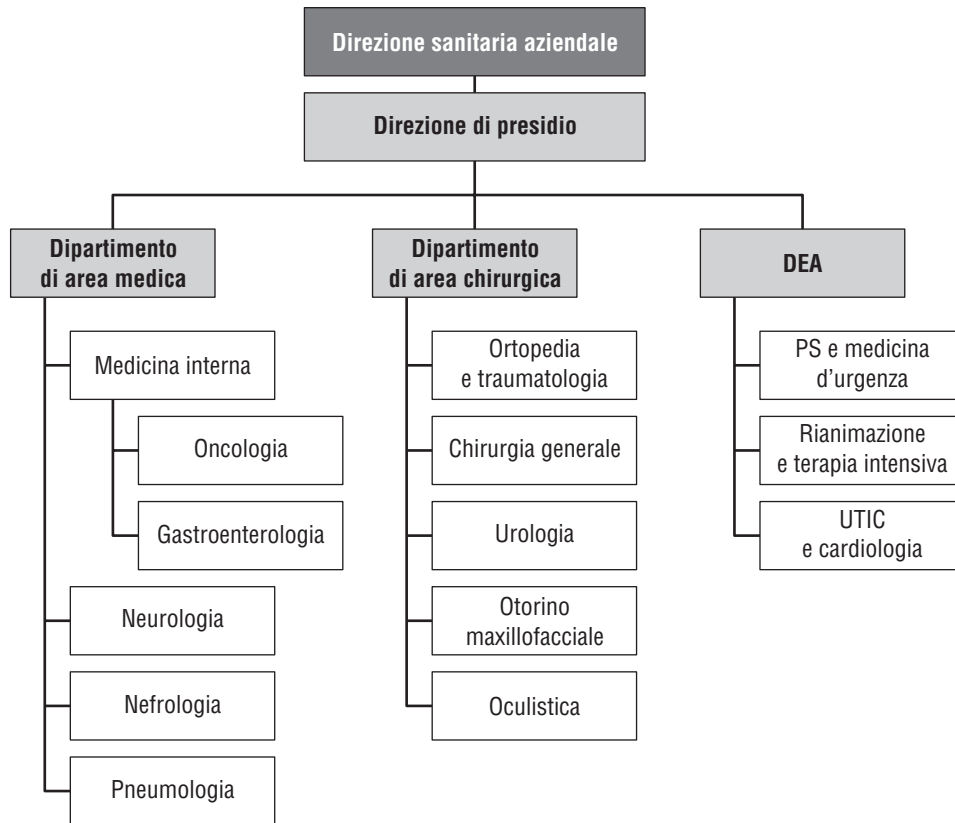 Direzione sanitaria aziendale
Direzione di presidio
Dipartimento
di area medica
Medicina interna
Oncologia
Gastroenterologia
Neurologia
Nefrologia
Pneumologia
Dipartimento
di area chirurgica
Ortopedia
e traumatologia
Chirurgia generale
Urologia
Otorino
maxillofacciale
Oculistica
DEA
PS e medicina
d'urgenza
Rianimazione
e terapia intensiva
UTIC
e cardiologia